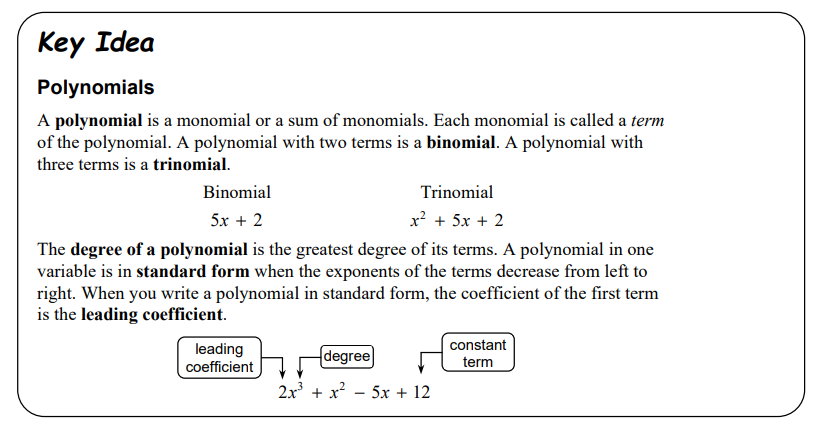 Key Idea
Polynomials
A polynomial is a monomial or a sum of monomials. Each monomial is called a term
of the polynomial. A polynomial with two terms is a binomial. A polynomial with
three terms is a trinomial.
Binomial Trinomial
5x + 2 x² + 5x + 2
The degree of a polynomial is the greatest degree of its terms. A polynomial in one
variable is in standard form when the exponents of the terms decrease from left to
right. When you write a polynomial in standard form, the coefficient of the first term
is the leading coefficient.
leading
coefficient
degree
constant
term
2x³ + x² − 5x + 12